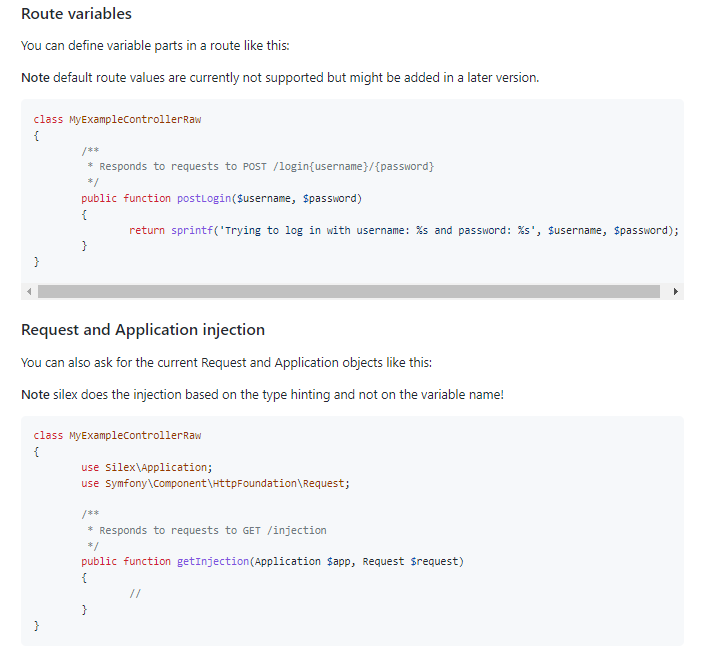 Route variables
You can define variable parts in a route like this:
Note default route values are currently not supported but might be added in a later version.
class MyExampleControllerRaw
{
/**
* Responds to requests to POST /login{username}/{password}
*/
public function postLogin($username, $password)
{
return sprintf('Trying to log in with username: %s and password: %s', $username, $password);
}
}
Request and Application injection
You can also ask for the current Request and Application objects like this:
Note silex does the injection based on the type hinting and not on the variable name!
class MyExampleControllerRaw
{
use Silex\Application;
use Symfony\Component\HttpFoundation\Request;
/**
* Responds to requests to GET /injection
*/
public function getInjection(Application $app, Request $request)
{
//
}
}